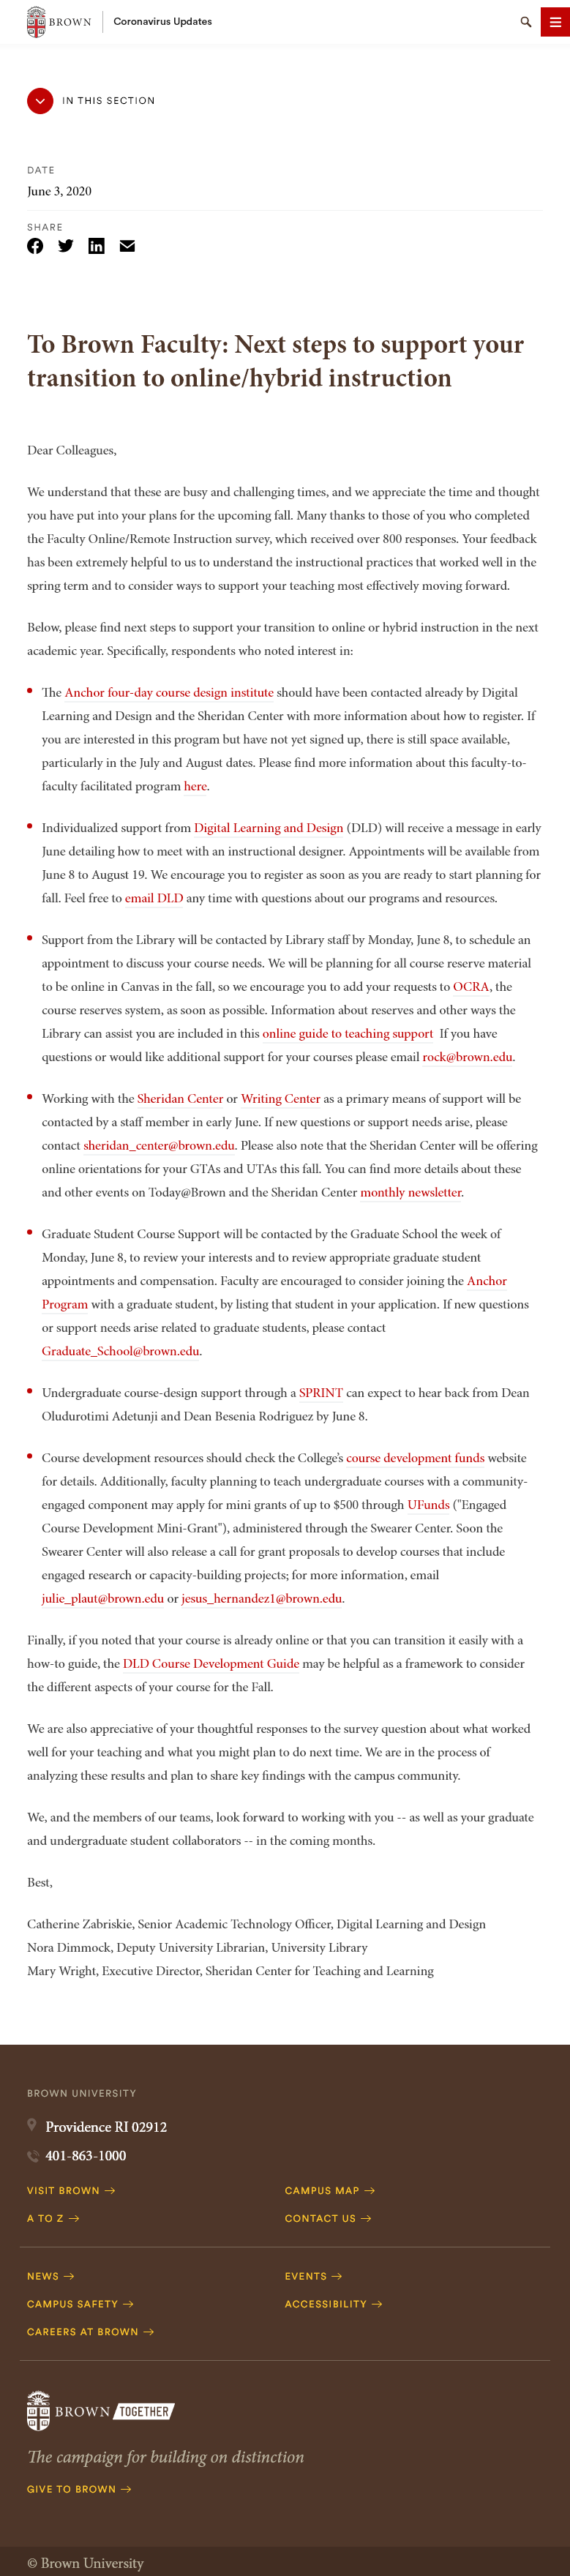 BROWN
Coronavirus Updates
IN THIS SECTION
DATE
June 3, 2020
SHARE
To Brown Faculty: Next steps to support your
transition to online/hybrid instruction
Dear Colleagues,
We understand that these are busy and challenging times, and we appreciate the time and thought
you have put into your plans for the upcoming fall. Many thanks to those of you who completed
the Faculty Online/Remote Instruction survey, which received over 800 responses. Your feedback
has been extremely helpful to us to understand the instructional practices that worked well in the
spring term and to consider ways to support your teaching most effectively moving forward.
Below, please find next steps to support your transition to online or hybrid instruction in the next
academic year. Specifically, respondents who noted interest in:
The Anchor four-day course design institute should have been contacted already by Digital
Learning and Design and the Sheridan Center with more information about how to register. If
you are interested in this program but have not yet signed up, there is still space available,
particularly in the July and August dates. Please find more information about this faculty-to-
faculty facilitated program here.
Individualized support from Digital Learning and Design (DLD) will receive a message in early
June detailing how to meet with an instructional designer. Appointments will be available from
June 8 to August 19. We encourage you to register as soon as you are ready to start planning for
fall. Feel free to email DLD any time with questions about our programs and resources.
Support from the Library will be contacted by Library staff by Monday, June 8, to schedule an
appointment to discuss your course needs. We will be planning for all course reserve material
to be online in Canvas in the fall, so we encourage you to add your requests to OCRA, the
course reserves system, as soon as possible. Information about reserves and other ways the
Library can assist you are included in this online guide to teaching support  If you have
questions or would like additional support for your courses please email rock@brown.edu.
Working with the Sheridan Center or Writing Center as a primary means of support will be
contacted by a staff member in early June. If new questions or support needs arise, please
contact sheridan_center@brown.edu. Please also note that the Sheridan Center will be offering
online orientations for your GTAs and UTAs this fall. You can find more details about these
and other events on Today@Brown and the Sheridan Center monthly newsletter.
Graduate Student Course Support will be contacted by the Graduate School the week of
Monday, June 8, to review your interests and to review appropriate graduate student
appointments and compensation. Faculty are encouraged to consider joining the Anchor
Program with a graduate student, by listing that student in your application. If new questions
or support needs arise related to graduate students, please contact
Graduate_School@brown.edu.
Undergraduate course-design support through a SPRINT can expect to hear back from Dean
Oludurotimi Adetunji and Dean Besenia Rodriguez by June 8.
Course development resources should check the College's course development funds website
for details. Additionally, faculty planning to teach undergraduate courses with a community-
engaged component may apply for mini grants of up to $500 through UFunds ("Engaged
Course Development Mini-Grant"), administered through the Swearer Center. Soon the
Swearer Center will also release a call for grant proposals to develop courses that include
engaged research or capacity-building projects; for more information, email
julie_plaut@brown.edu or jesus_hernandez1@brown.edu.
Finally, if you noted that your course is already online or that you can transition it easily with a
how-to guide, the DLD Course Development Guide may be helpful as a framework to consider
the different aspects of your course for the Fall.
We are also appreciative of your thoughtful responses to the survey question about what worked
well for your teaching and what you might plan to do next time. We are in the process of
analyzing these results and plan to share key findings with the campus community.
We, and the members of our teams, look forward to working with you -- as well as your graduate
and undergraduate student collaborators -- in the coming months.
Best,
Catherine Zabriskie, Senior Academic Technology Officer, Digital Learning and Design
Nora Dimmock, Deputy University Librarian, University Library
Mary Wright, Executive Director, Sheridan Center for Teaching and Learning
BROWN UNIVERSITY
Providence RI 02912
401-863-1000
VISIT BROWN
CAMPUS MAP
A TO Z
CONTACT US
NEWS
EVENTS
CAMPUS SAFETY
ACCESSIBILITY
CAREERS AT BROWN
BROWN TOGETHER
The campaign for building on distinction
GIVE TO BROWN
© Brown University